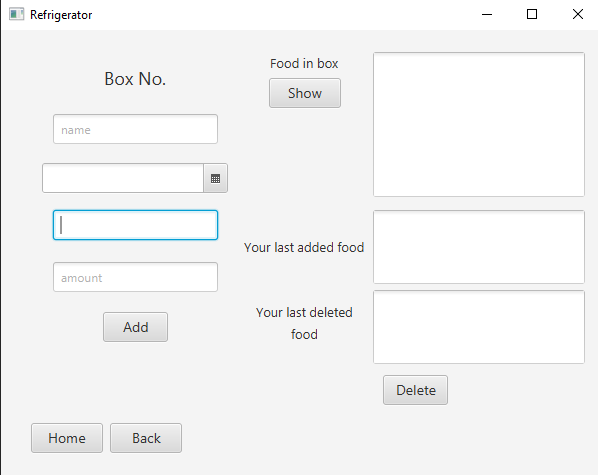 Refrigerator
Box No.
name
amount
Add
Home
Back
Food in box
Show
Your last added food
Your last deleted
food
Delete